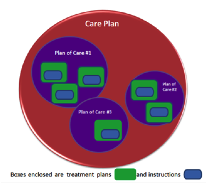 Care Plan
Plan of Care #1
Plan of
Care#2
Plan of Care #3
Boxes enclosed are treatment plans and instructions